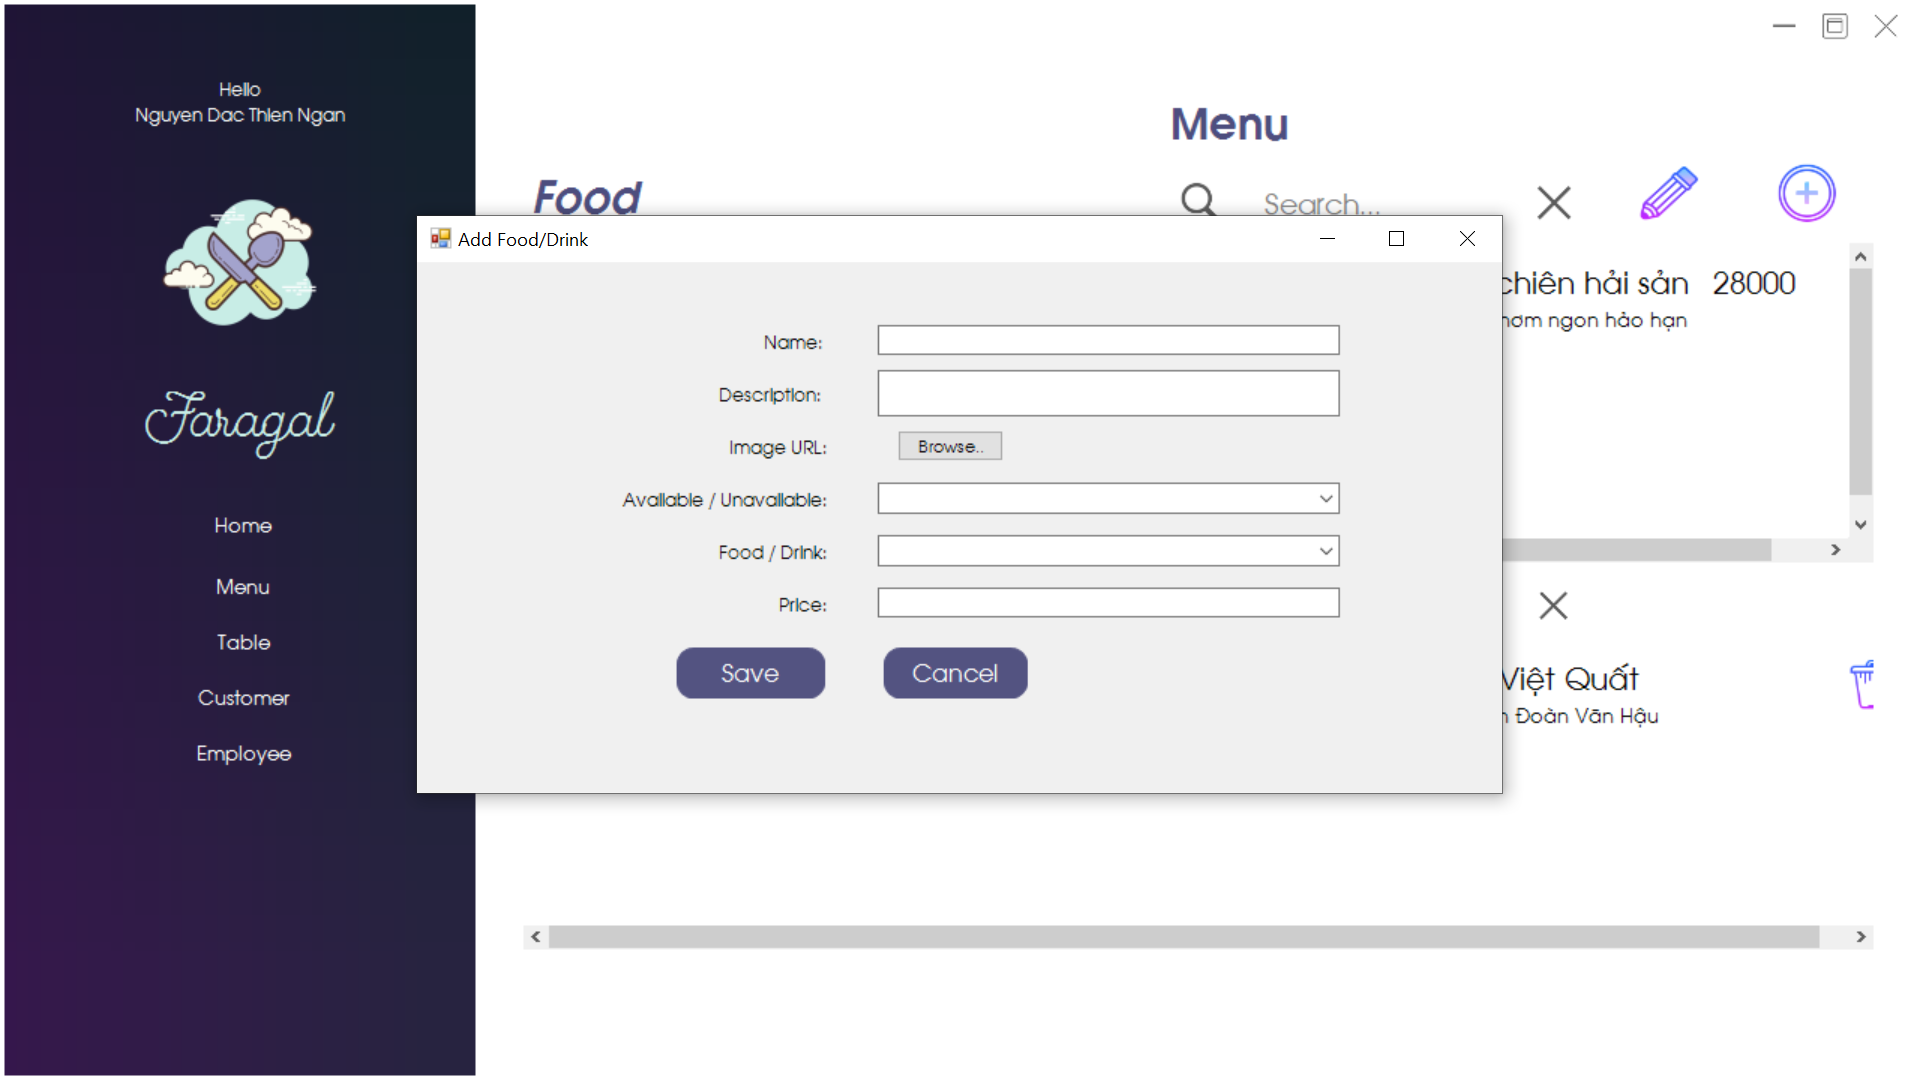 Hello
Nguyen Dac Thien Ngan
Faragal
Home
Menu
Table
Customer
Employee
Menu
Food
Search...
Add Food/Drink
Name:
Description:
Image URL:
Browse..
Available / Unavailable:
Food / Drink:
Price:
Save
Cancel
chiên hải sản 28000
ngon hảo hạn
Việt Quất
Đoàn Văn Hậu